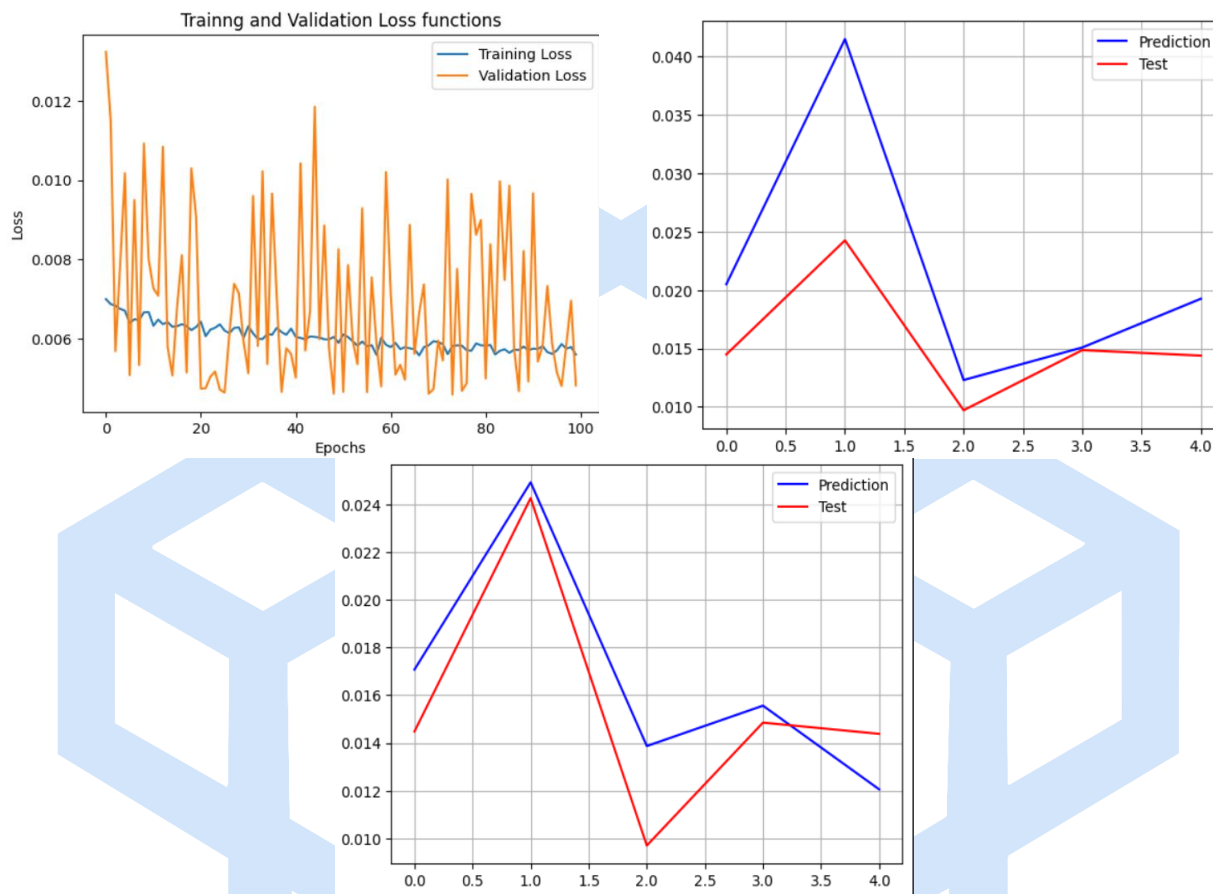 Trainng and Validation Loss functions
Training Loss
Validation Loss
0.012
0.010
0.008
0.006
Loss
0 20 40 60 80 100
Epochs
Prediction
Test
0.040
0.035
0.030
0.025
0.020
0.015
0.010
0.0 0.5 1.0 1.5 2.0 2.5 3.0 3.5 4.0
Prediction
Test
0.024
0.022
0.020
0.018
0.016
0.014
0.012
0.010
0.0 0.5 1.0 1.5 2.0 2.5 3.0 3.5 4.0